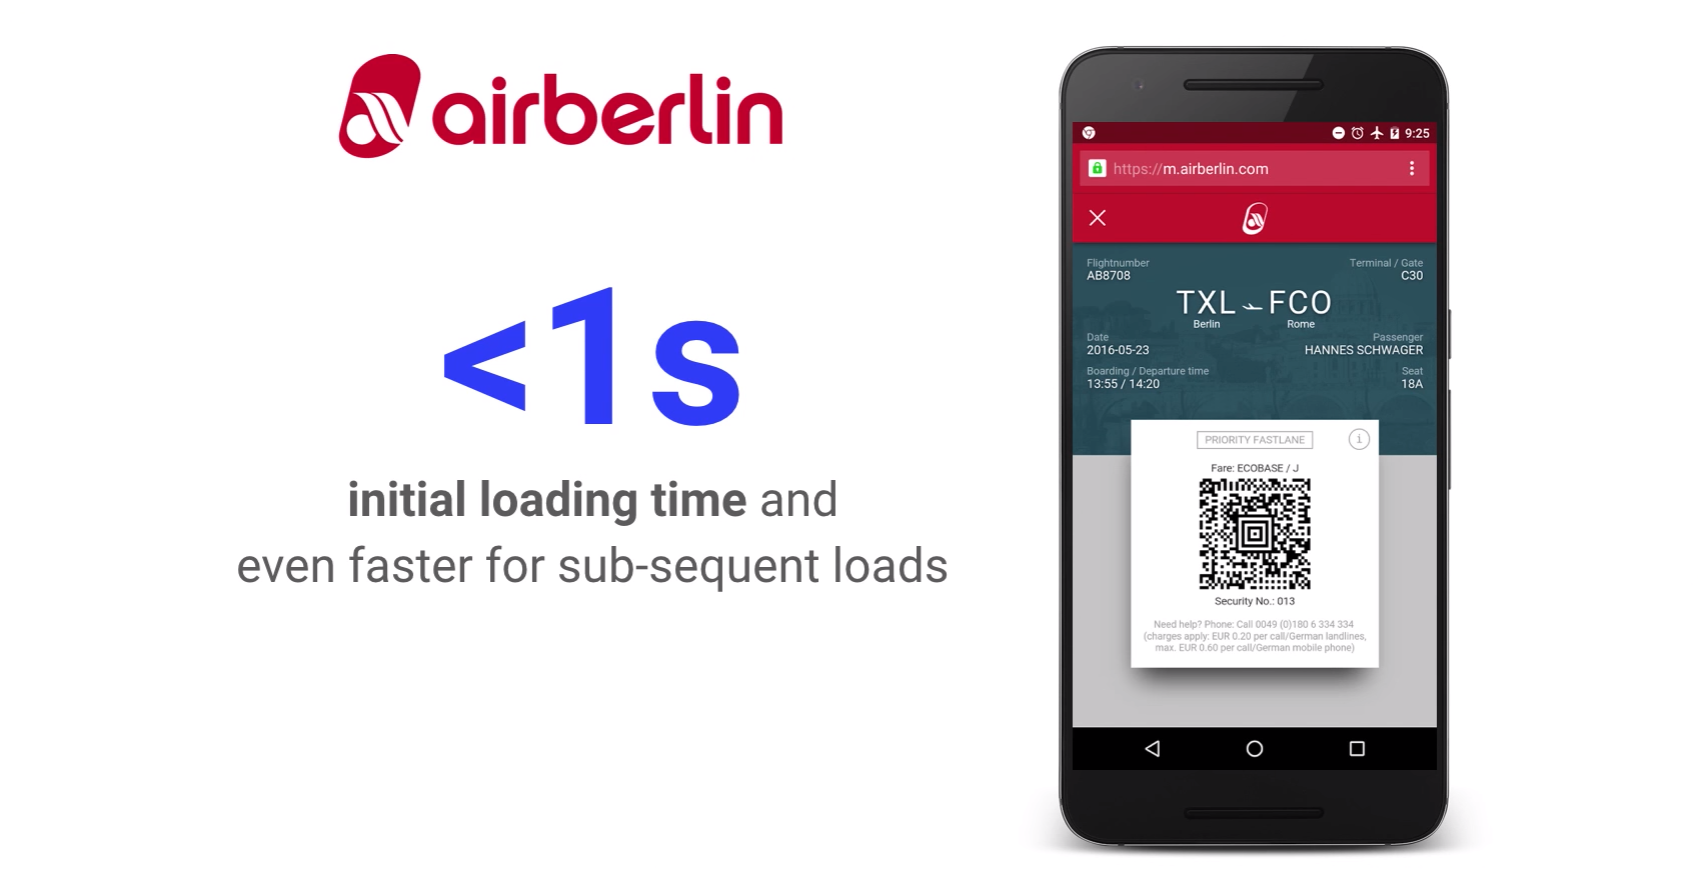 airberlin
<1s
initial loading time and
even faster for sub-sequent loads
9:25
https://m.airberlin.com
Flightnumber
AB8708
Terminal / Gate
C30
TXL FCO
Berlin Rome
Date
2016-05-23
Passenger
HANNES SCHWAGER
Boarding / Departure time
13:55 / 14:20
Seat
18A
PRIORITY FASTLANE
i
Fare: ECOBASE / J
Security No.: 013
Need help? Phone: Call 0049 (0)180 6 334 334
(charges apply: EUR 0.20 per call/German landlines,
max. EUR 0.60 per call/German mobile phone)